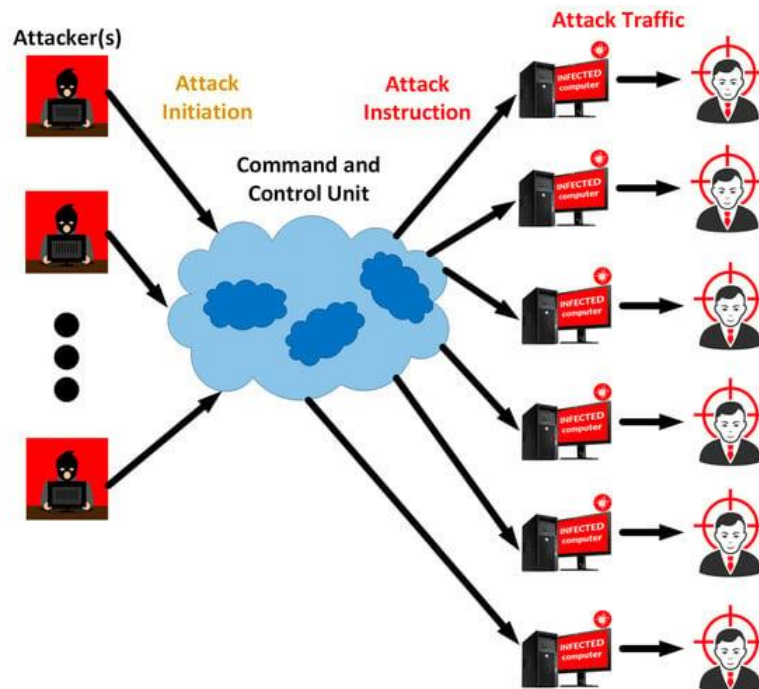 Attacker(s)
Attack
Initiation
Command and
Control Unit
Attack
Instruction
Attack Traffic
INFECTED
computer
INFECTED
computer
INFECTED
computer
INFECTED
computer
INFECTED
computer
INFECTED
computer